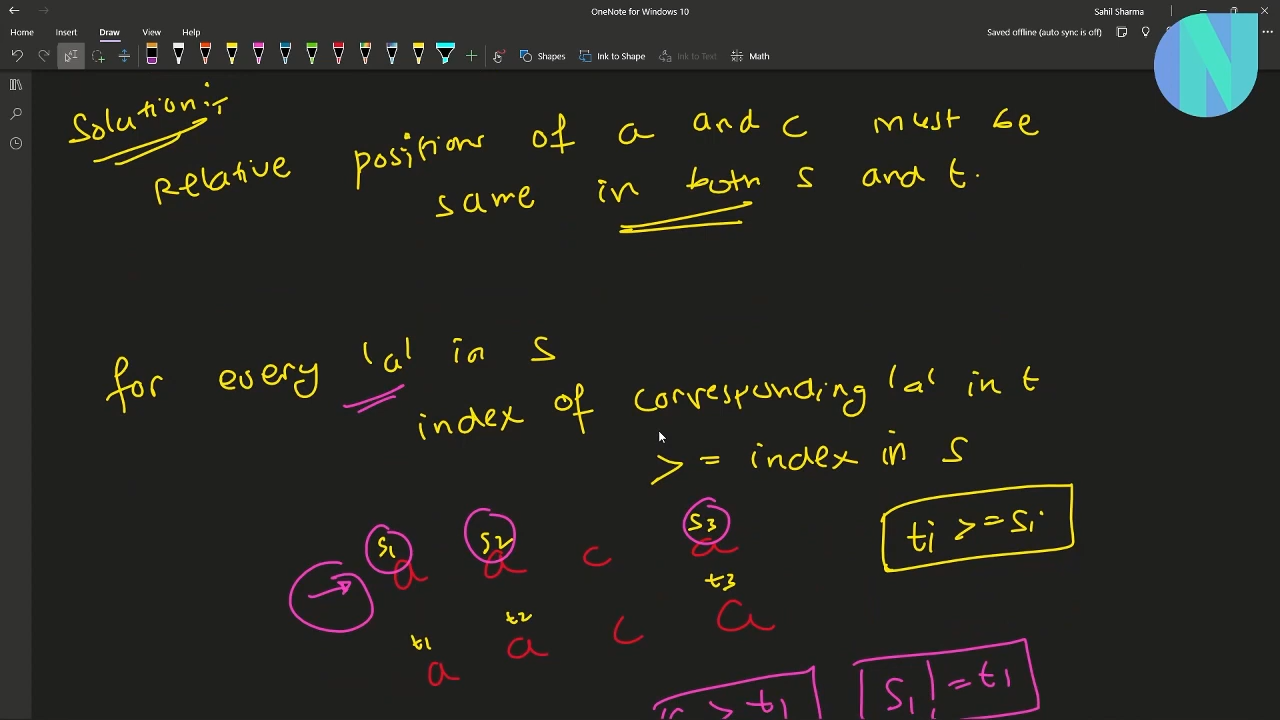 OneNote for Windows 10
Sahil Sharma
Home Insert Draw View Help
Saved offline (auto sync is off)
Shapes Ink to Shape Ink to Text Math
Solution:-
Relative positions of a and c must be
same in both s and t.
for every 'a' in s
index of corresponding 'a' in t
>= index in s
ti >= si
s1 s2 s3
a a c a
t1 t2 t3
a a c a
> t1
s1 = t1